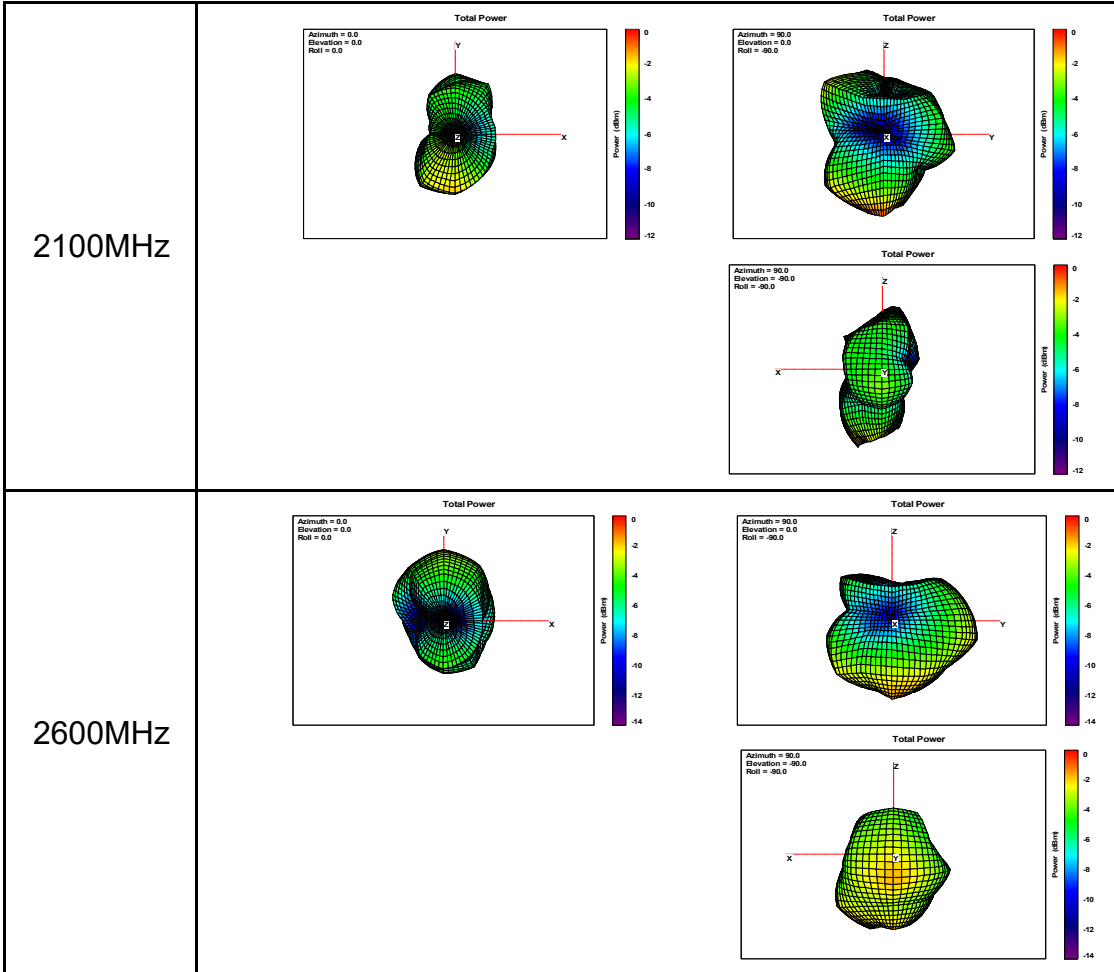 2100MHz
Total Power
Azimuth = 0.0
Elevation = 0.0
Roll = 0.0
Y
X
Z
0
-2
-4
-6
-8
-10
-12
Power (dBm)
Total Power
Azimuth = 90.0
Elevation = 0.0
Roll = -90.0
Z
Y
X
0
-2
-4
-6
-8
-10
-12
Power (dBm)
Total Power
Azimuth = 90.0
Elevation = -90.0
Roll = -90.0
Z
X
Y
0
-2
-4
-6
-8
-10
-12
Power (dBm)
2600MHz
Total Power
Azimuth = 0.0
Elevation = 0.0
Roll = 0.0
Y
X
Z
0
-2
-4
-6
-8
-10
-12
-14
Power (dBm)
Total Power
Azimuth = 90.0
Elevation = 0.0
Roll = -90.0
Z
Y
X
0
-2
-4
-6
-8
-10
-12
-14
Power (dBm)
Total Power
Azimuth = 90.0
Elevation = -90.0
Roll = -90.0
Z
X
Y
0
-2
-4
-6
-8
-10
-12
-14
Power (dBm)